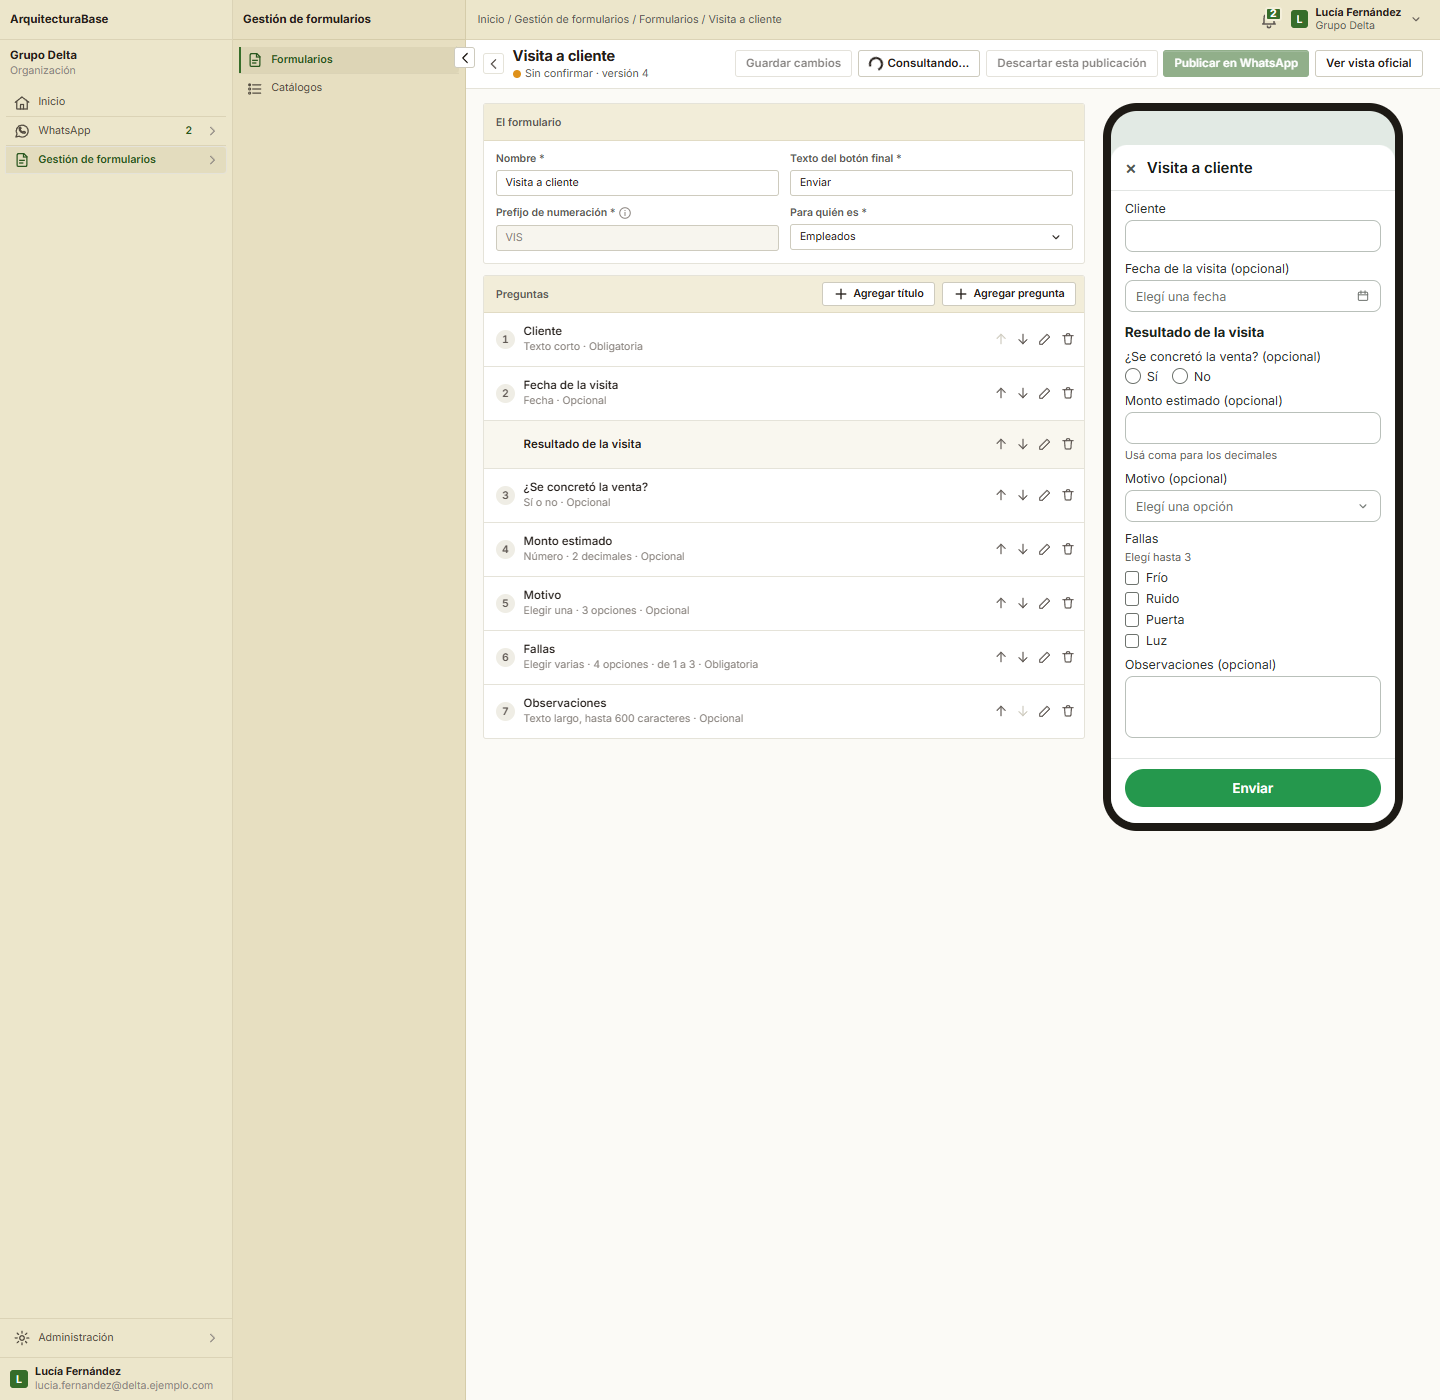 ArquitecturaBase
Grupo Delta
Organización
Inicio
WhatsApp 2
Gestión de formularios
Administración
L Lucía Fernández
lucia.fernandez@delta.ejemplo.com
Gestión de formularios
Formularios
Catálogos
Inicio / Gestión de formularios / Formularios / Visita a cliente
2
L Lucía Fernández
Grupo Delta
Visita a cliente
Sin confirmar · versión 4
Guardar cambios
Consultando...
Descartar esta publicación
Publicar en WhatsApp
Ver vista oficial
El formulario
Nombre *
Visita a cliente
Texto del botón final *
Enviar
Prefijo de numeración *
VIS
Para quién es *
Empleados
Preguntas
Agregar título
Agregar pregunta
1 Cliente
Texto corto · Obligatoria
2 Fecha de la visita
Fecha · Opcional
Resultado de la visita
3 ¿Se concretó la venta?
Sí o no · Opcional
4 Monto estimado
Número · 2 decimales · Opcional
5 Motivo
Elegir una · 3 opciones · Opcional
6 Fallas
Elegir varias · 4 opciones · de 1 a 3 · Obligatoria
7 Observaciones
Texto largo, hasta 600 caracteres · Opcional
Visita a cliente
Cliente
Fecha de la visita (opcional)
Elegí una fecha
Resultado de la visita
¿Se concretó la venta? (opcional)
Sí No
Monto estimado (opcional)
Usá coma para los decimales
Motivo (opcional)
Elegí una opción
Fallas
Elegí hasta 3
Frío
Ruido
Puerta
Luz
Observaciones (opcional)
Enviar